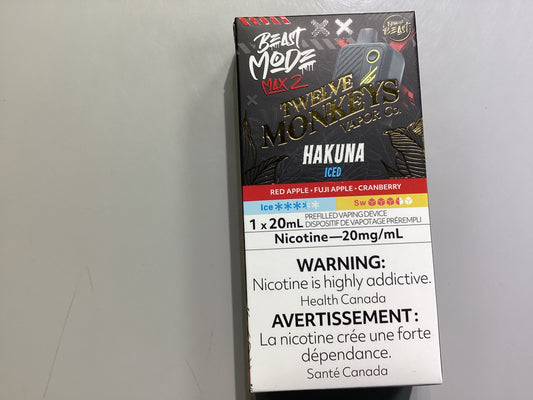 BEAST
MODE
MAX 2
FLAVOUR
BEAST
TWELVE
MONKEYS
VAPOR Co.
HAKUNA
ICED
RED APPLE • FUJI APPLE • CRANBERRY
Ice
Sw
1 x 20mL PREFILLED VAPING DEVICE
DISPOSITIF DE VAPOTAGE PRÉREMPLI
Nicotine—20mg/mL
WARNING:
Nicotine is highly addictive.
Health Canada
AVERTISSEMENT:
La nicotine crée une forte
dépendance.
Santé Canada